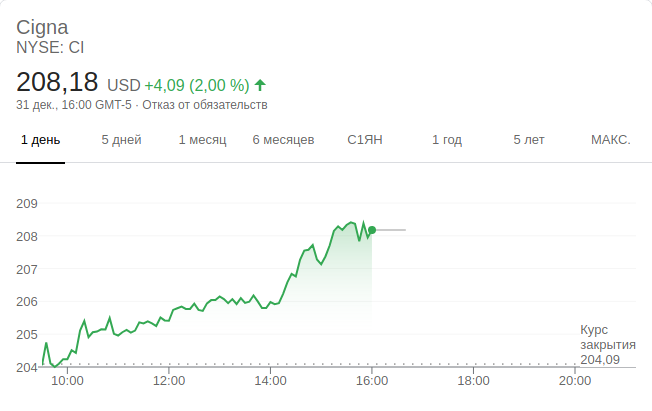 Cigna
NYSE: CI
208,18 USD +4,09 (2,00 %)
31 дек., 16:00 GMT-5 · Отказ от обязательств
1 день 5 дней 1 месяц 6 месяцев С1ЯН 1 год 5 лет МАКС.
209
208
207
206
205
204
Курс
закрытия
204,09
10:00 12:00 14:00 16:00 18:00 20:00